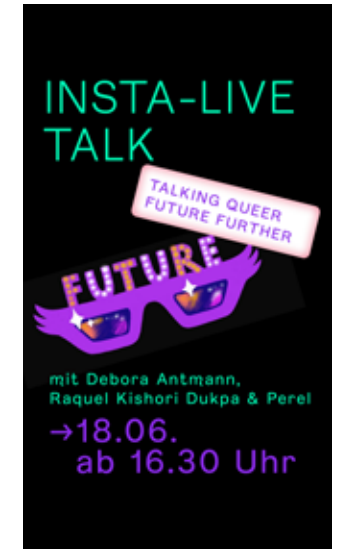 INSTA-LIVE
TALK
TALKING QUEER
FUTURE FURTHER
FUTURE
mit Debora Antmann,
Raquel Kishori Dukpa & Perel
→18.06.
ab 16.30 Uhr